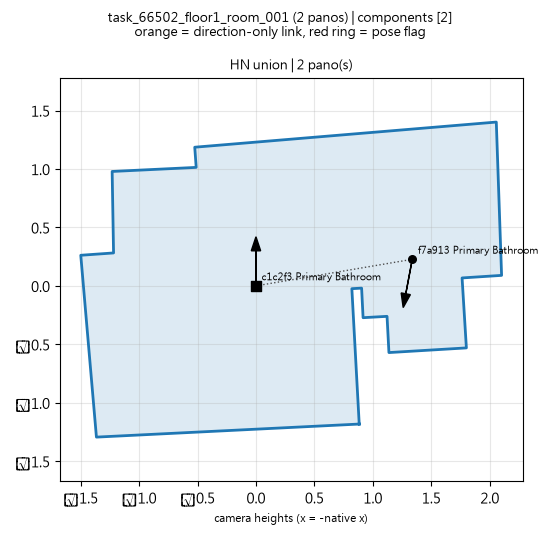 task_66502_floor1_room_001 (2 panos) | components [2]
orange = direction-only link, red ring = pose flag
HN union | 2 pano(s)
1.5
1.0
0.5
0.0
0.5
1.0
1.5
f7a913 Primary Bathroom
c1c2f3 Primary Bathroom
1.5 1.0 0.5 0.0 0.5 1.0 1.5 2.0
camera heights (x = -native x)